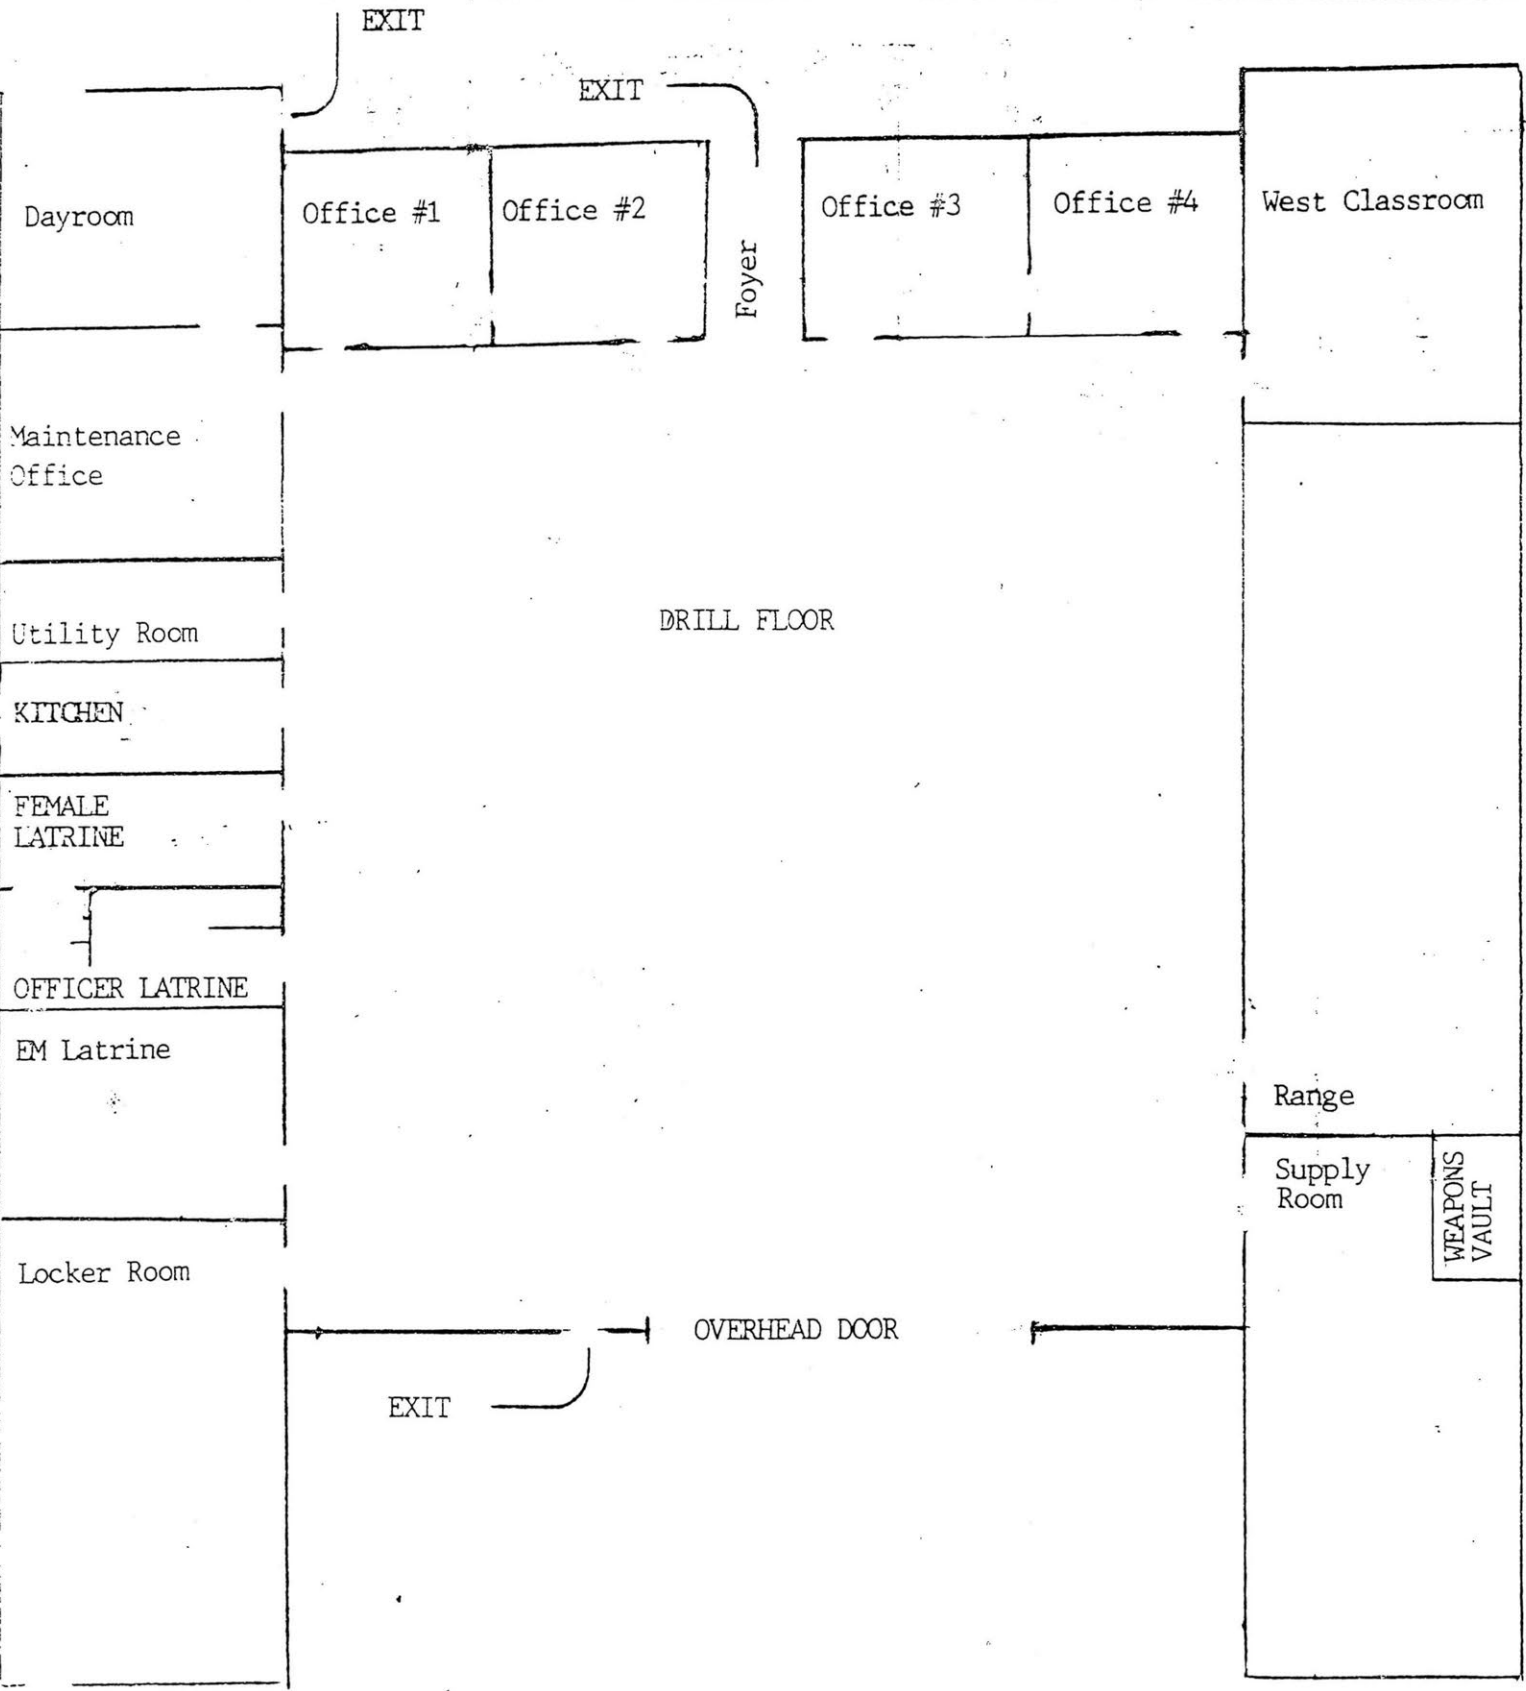 EXIT
EXIT
Dayroom
Office #1
Office #2
Foyer
Office #3
Office #4
West Classroom
Maintenance
Office
Utility Room
DRILL FLOOR
KITCHEN
FEMALE
LATRINE
OFFICER LATRINE
EM Latrine
Range
Supply
Room
WEAPONS
VAULT
Locker Room
OVERHEAD DOOR
EXIT